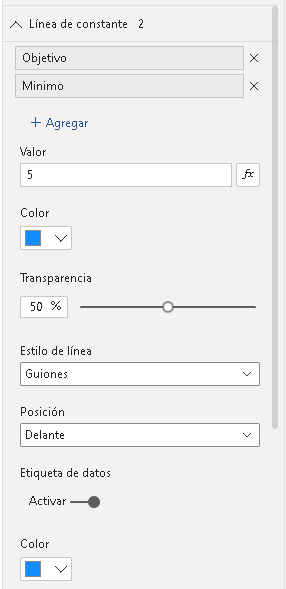 Línea de constante 2
Objetivo
Minimo
+ Agregar
Valor
5 fx
Color
Transparencia
50 %
Estilo de línea
Guiones
Posición
Delante
Etiqueta de datos
Activar
Color